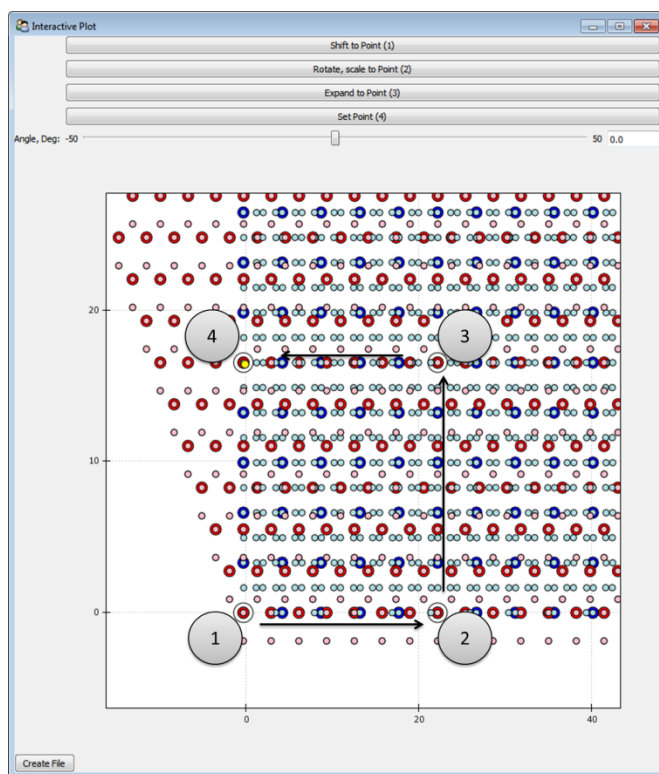 Interactive Plot
Shift to Point (1)
Rotate, scale to Point (2)
Expand to Point (3)
Set Point (4)
Angle, Deg: -50 50 0.0
20
4 3
10
0
1 2
0 20 40
Create File